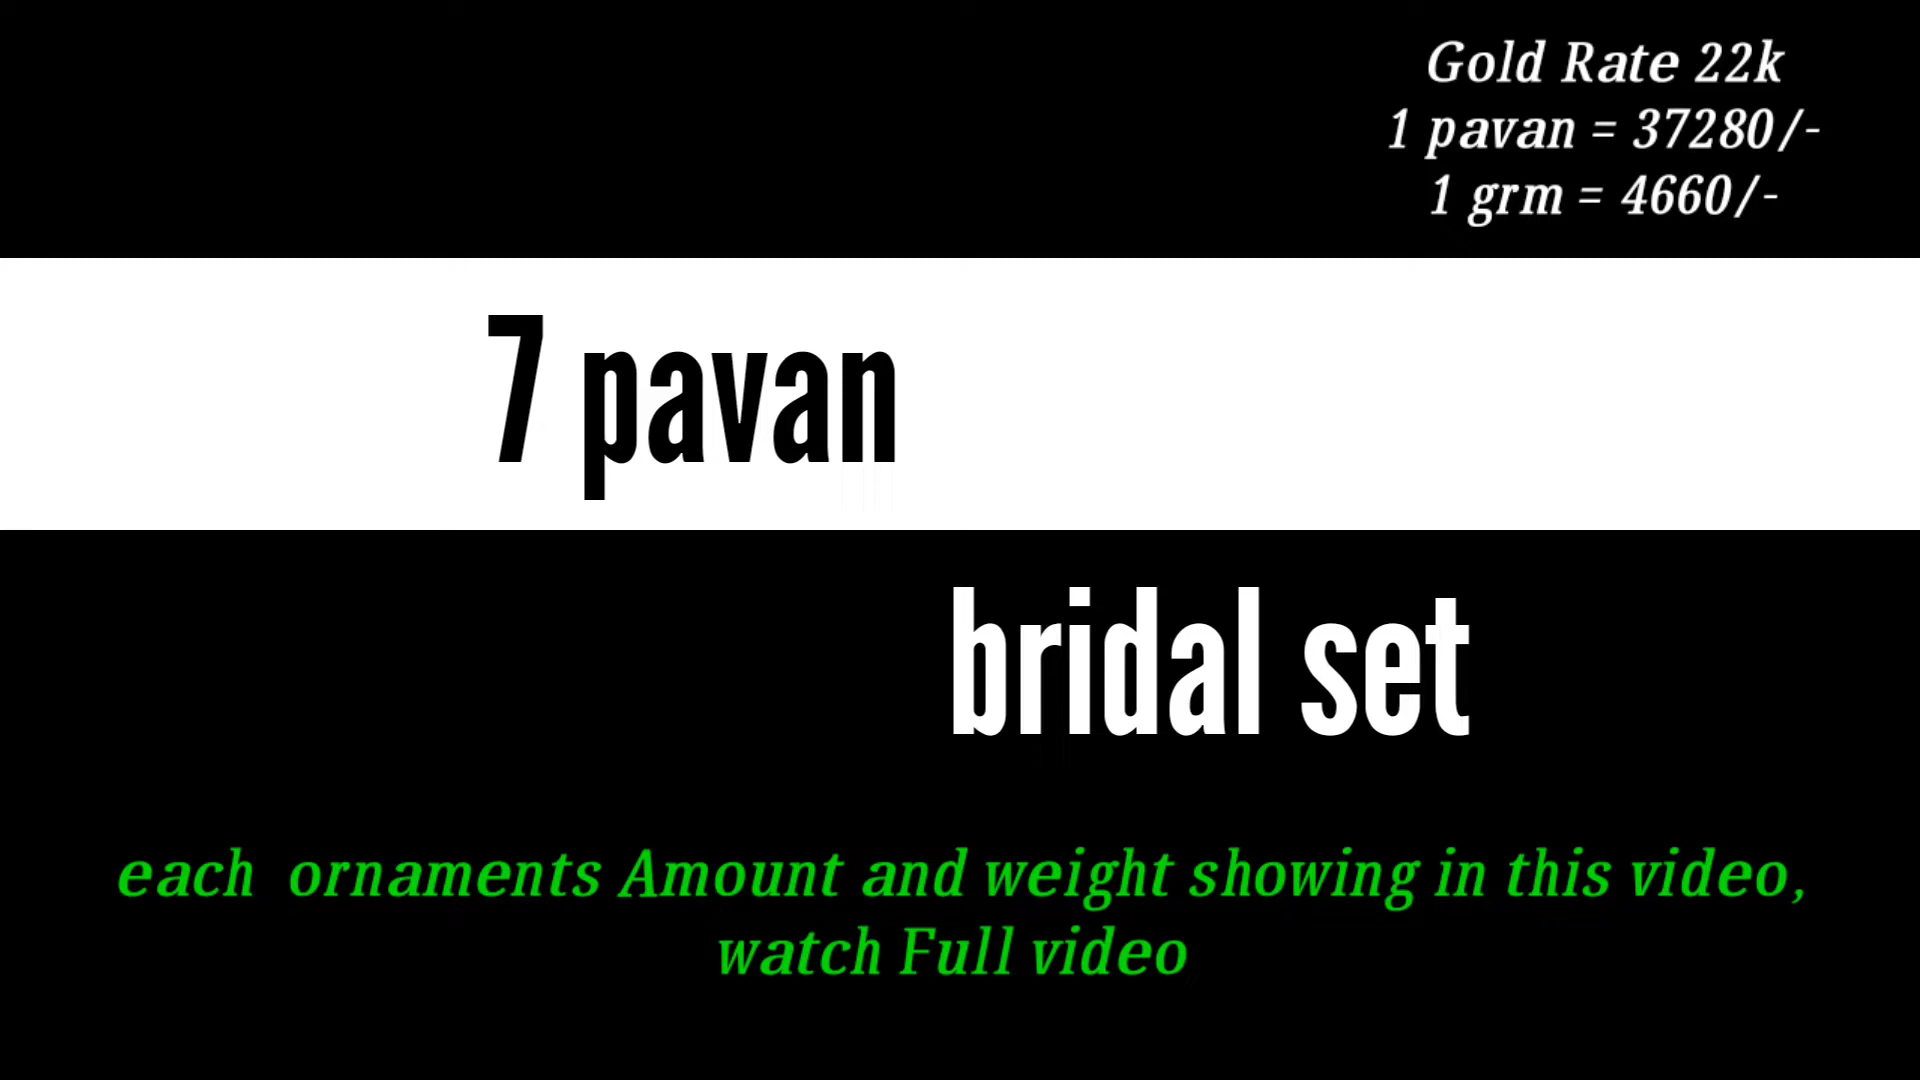 Gold Rate 22k
1 pavan = 37280/-
1 grm = 4660/-
7 pavan
bridal set
each ornaments Amount and weight showing in this video,
watch Full video